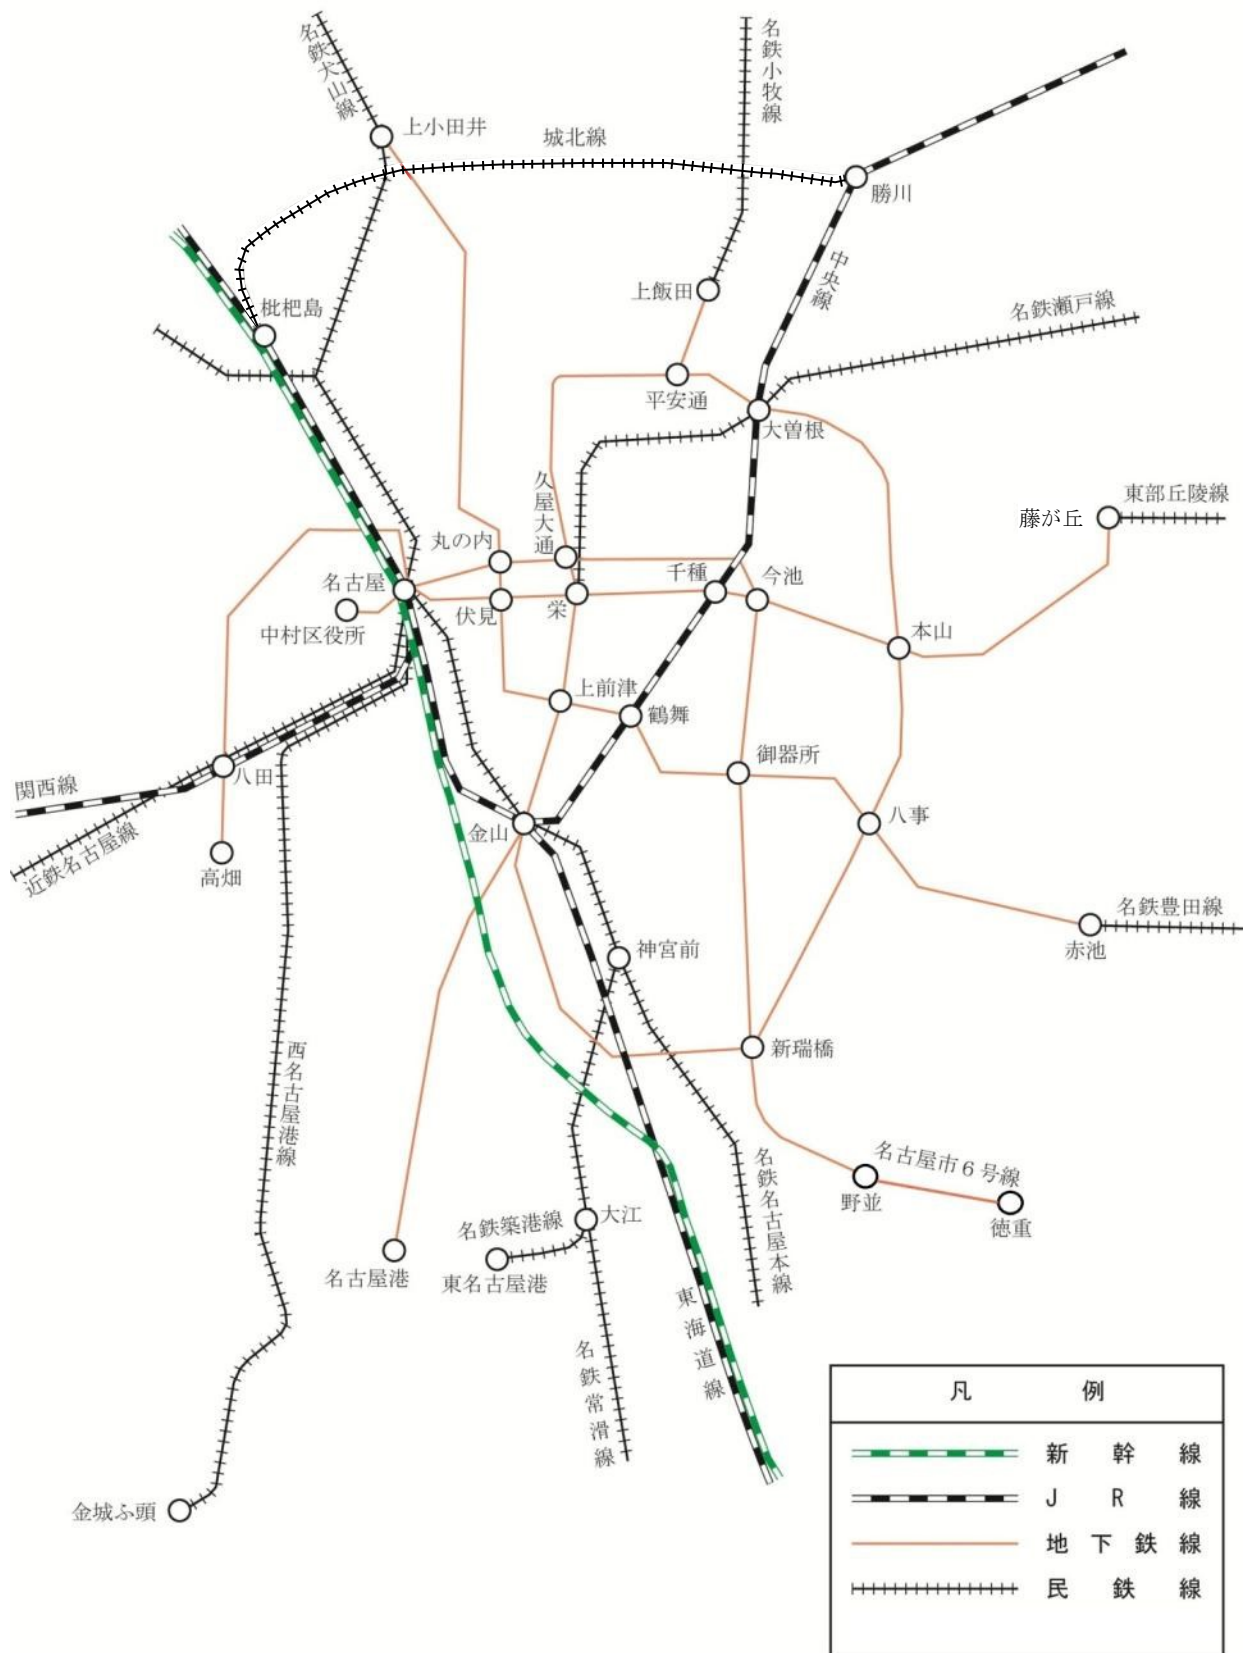 名鉄犬山線
上小田井
城北線
名鉄小牧線
勝川
中央線
上飯田
枇杷島
名鉄瀬戸線
平安通
大曽根
久屋大通
東部丘陵線
藤が丘
丸の内
名古屋
千種
今池
中村区役所
伏見
栄
本山
上前津
鶴舞
御器所
八田
関西線
近鉄名古屋線
金山
八事
高畑
名鉄豊田線
赤池
神宮前
西名古屋港線
新瑞橋
名古屋市6号線
野並
徳重
名鉄名古屋本線
名鉄築港線
大江
名古屋港
東名古屋港
東海道線
名鉄常滑線
金城ふ頭
凡例
新幹線
JR線
地下鉄線
民鉄線